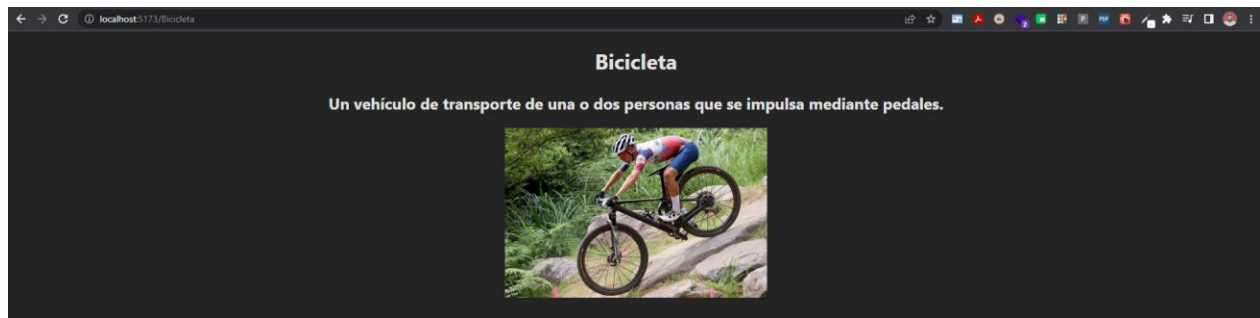 localhost:5173/Bicicleta
Bicicleta
Un vehículo de transporte de una o dos personas que se impulsa mediante pedales.